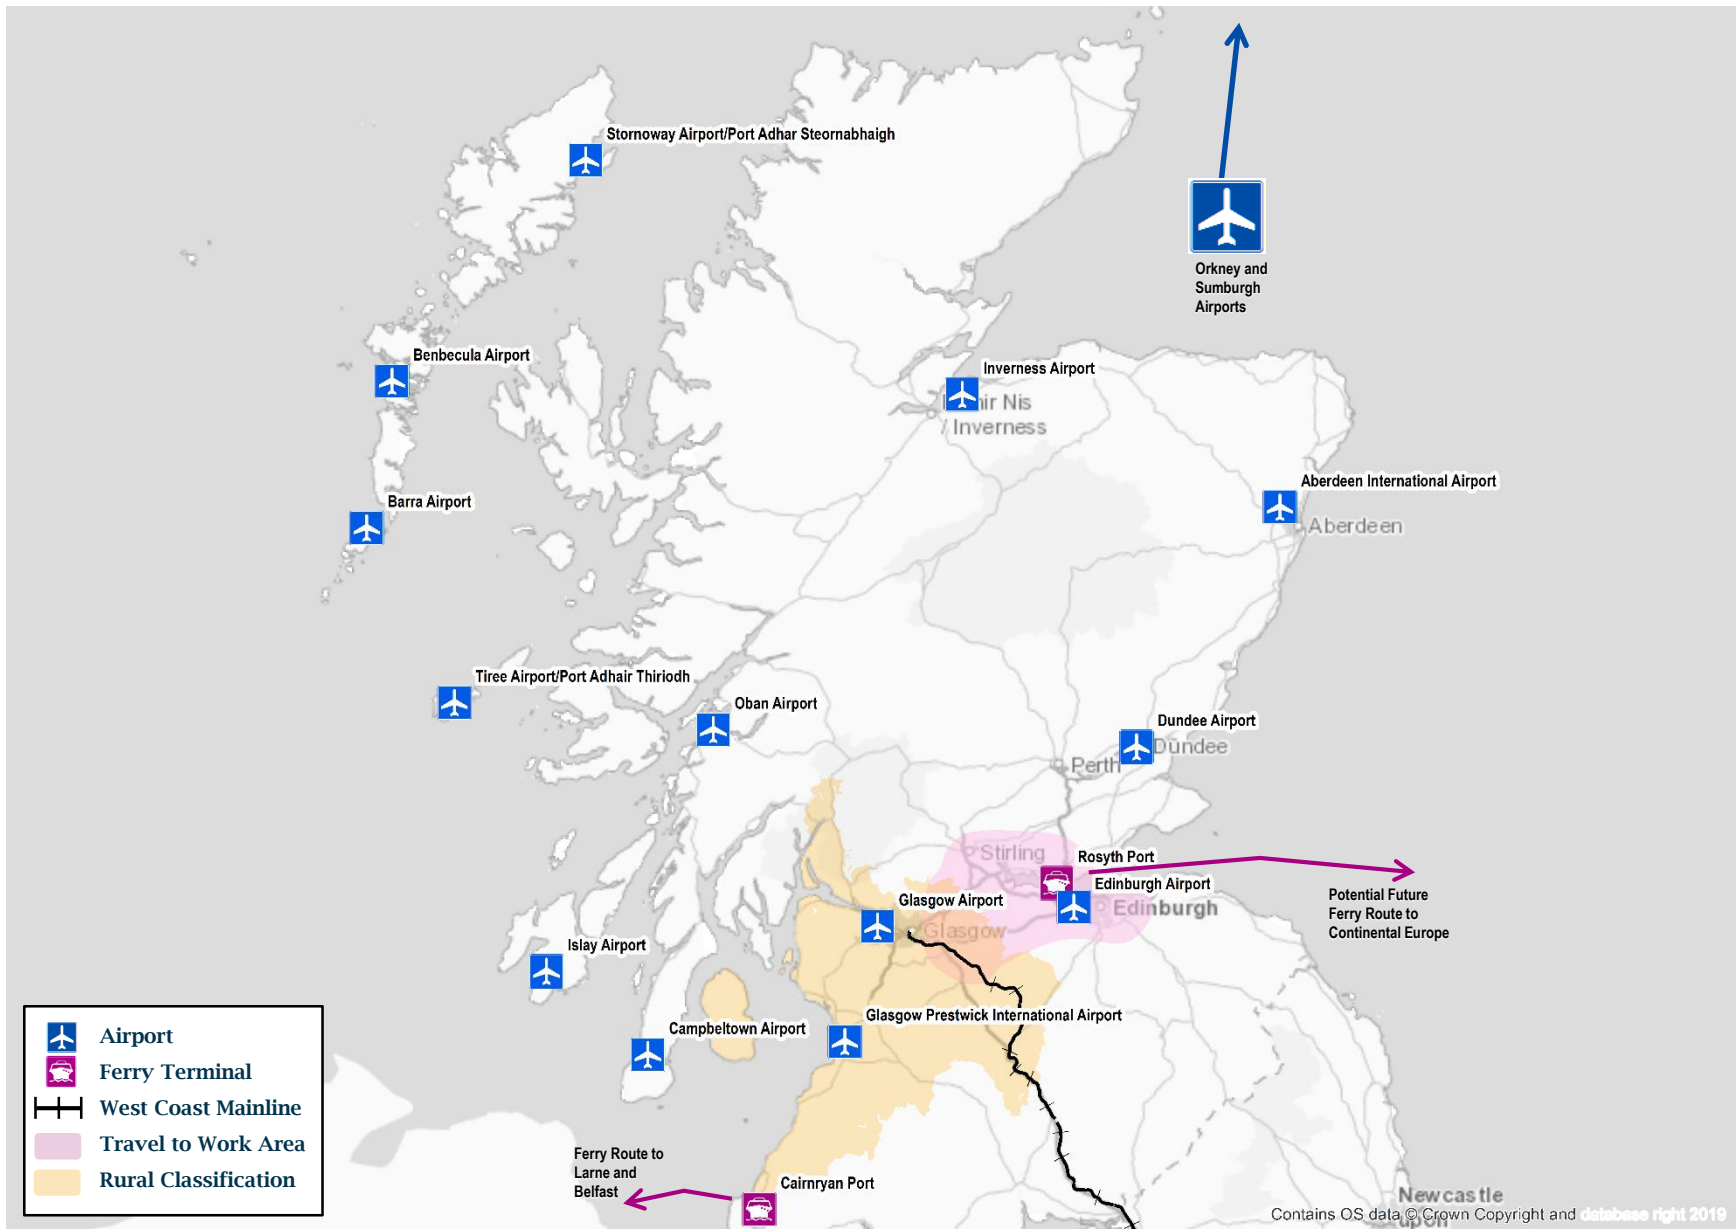 Stornoway Airport/Port Adhar Steornabhaigh
Orkney and
Sumburgh
Airports
Benbecula Airport
Inverness Airport
hir Nis
/ Inverness
Aberdeen International Airport
Aberdeen
Barra Airport
Tiree Airport/Port Adhair Thiriodh
Oban Airport
Dundee Airport
Dundee
Perth
Stirling
Rosyth Port
Edinburgh Airport
Edinburgh
Potential Future
Ferry Route to
Continental Europe
Glasgow Airport
Glasgow
Islay Airport
Campbeltown Airport
Glasgow Prestwick International Airport
Airport
Ferry Terminal
West Coast Mainline
Travel to Work Area
Rural Classification
Ferry Route to
Larne and
Belfast
Cairnryan Port
Newcastle
upon
Contains OS data © Crown Copyright and database right 2019